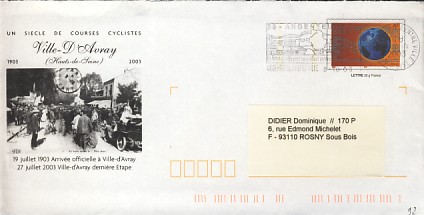 UN SIECLE DE COURSES CYCLISTES
Ville-D'Avray
1903 (Hauts-de-Seine) 2003
19 juillet 1903 Arrivée officielle à Ville-d'Avray
27 juillet 2003 Ville-d'Avray dernière Etape
LETTRE 20 g France
DIDIER Dominique // 170 P
6, rue Edmond Michelet
F - 93110 ROSNY Sous Bois
12